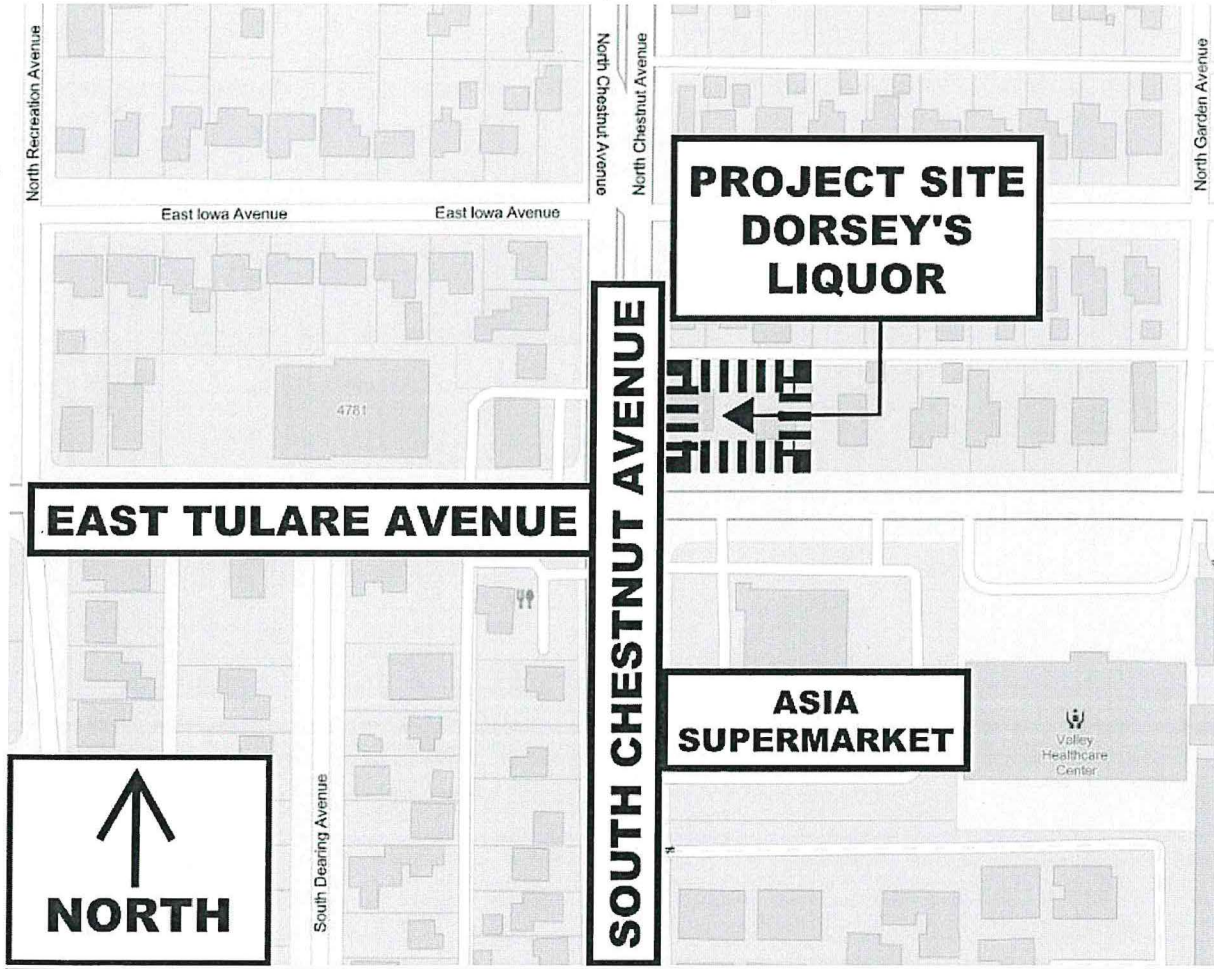 North Recreation Avenue
North Chestnut Avenue
North Chestnut Avenue
North Garden Avenue
PROJECT SITE
DORSEY'S
LIQUOR
East Iowa Avenue
East Iowa Avenue
4781
EAST TULARE AVENUE
SOUTH CHESTNUT AVENUE
ASIA
SUPERMARKET
Valley
Healthcare
Center
South Dearing Avenue
NORTH